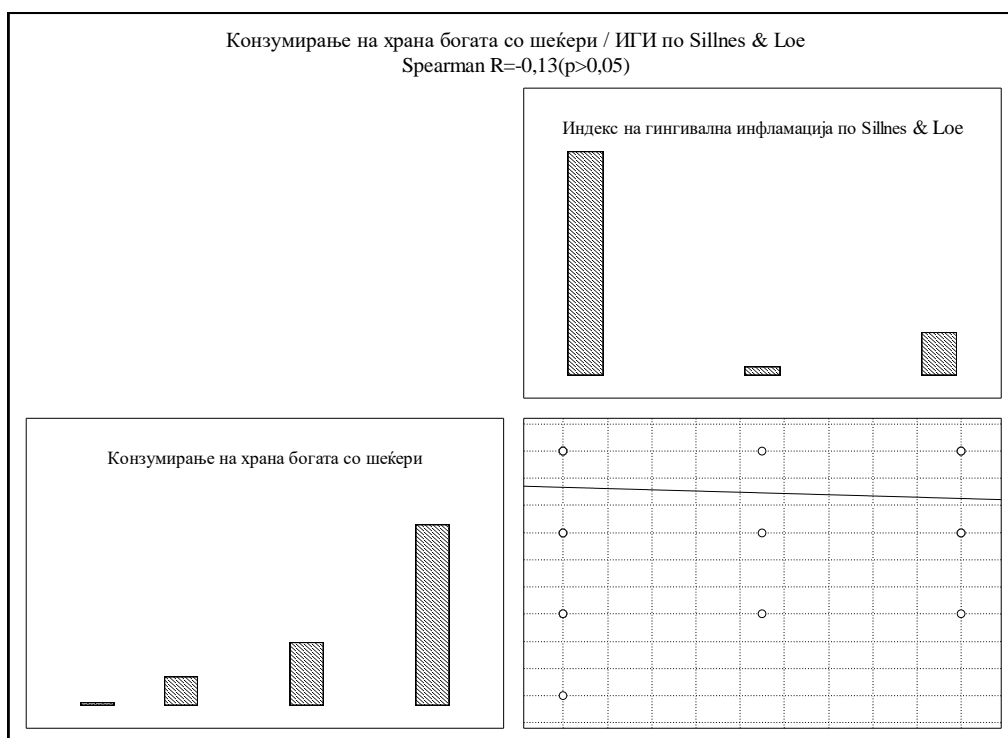 Конзумирање на храна богата со шеќери / ИГИ по Sillnes & Loe
Spearman R=-0,13(p>0,05)
Индекс на гингивална инфламација по Sillnes & Loe
Конзумирање на храна богата со шеќери